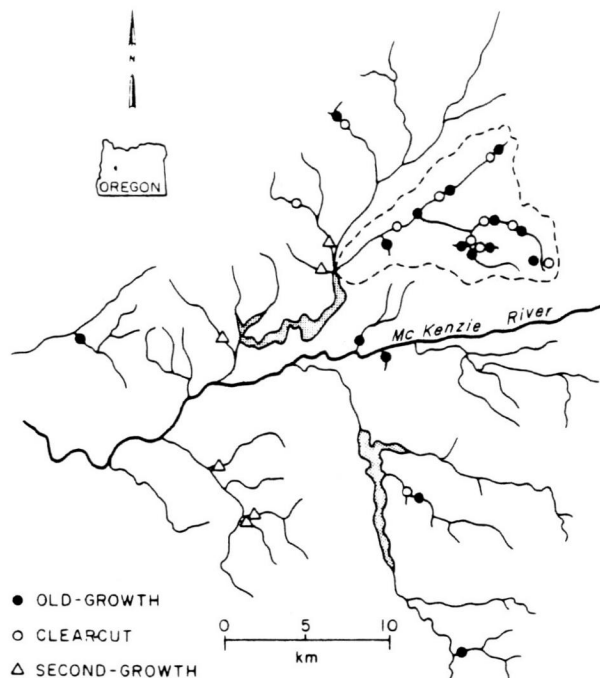 N
OREGON
Mc Kenzie River
OLD-GROWTH
CLEARCUT
SECOND-GROWTH
0 5 10
km